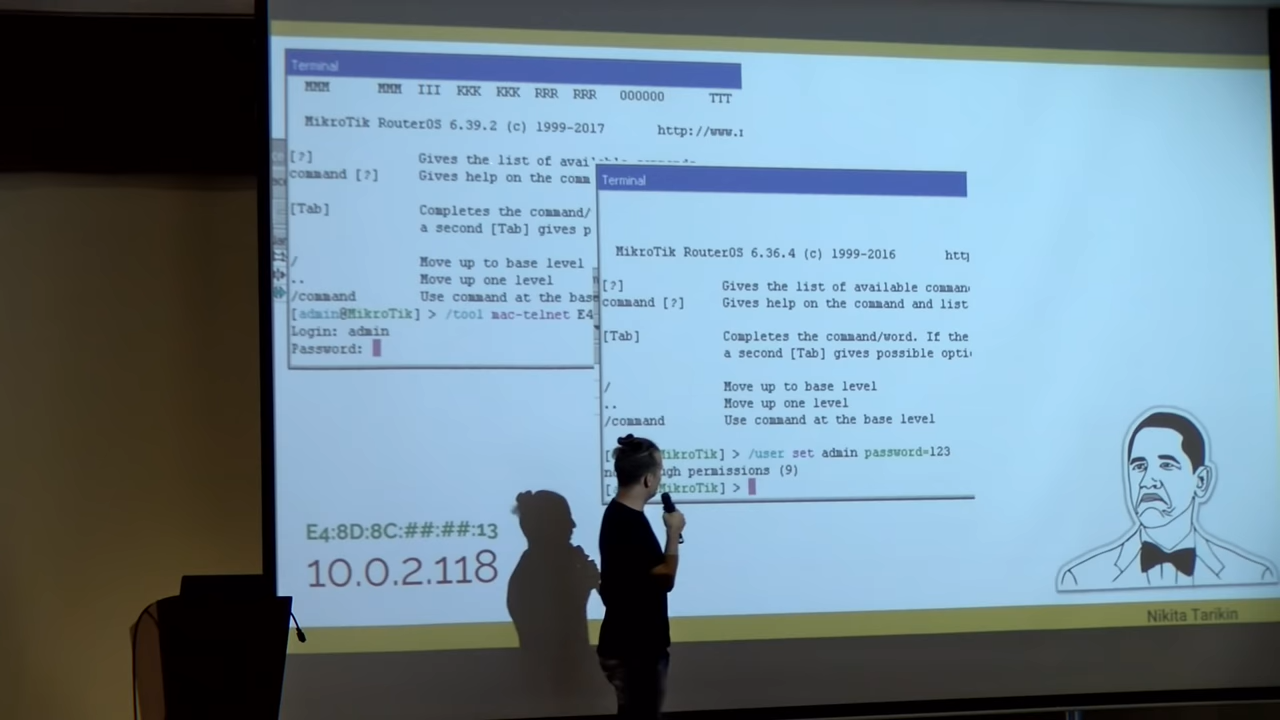 Terminal
MMM MMM III KKK KKK RRR RRR OOOOOO TTT
MikroTik RouterOS 6.39.2 (c) 1999-2017 http://www.
[?] Gives the list of avai
command [?] Gives help on the comm
[Tab] Completes the command/
a second [Tab] gives p
/ Move up to base level
.. Move up one level
/command Use command at the base
[admin@MikroTik] > /tool mac-telnet E4
Login: admin
Password:
Terminal
MikroTik RouterOS 6.36.4 (c) 1999-2016 http
[?] Gives the list of available comman
command [?] Gives help on the command and list
[Tab] Completes the command/word. If the
a second [Tab] gives possible opti
/ Move up to base level
.. Move up one level
/command Use command at the base level
MikroTik] > /user set admin password=123
gh permissions (9)
MikroTik] >
E4:8D:8C:##:##:13
10.0.2.118
Nikita Tarikin